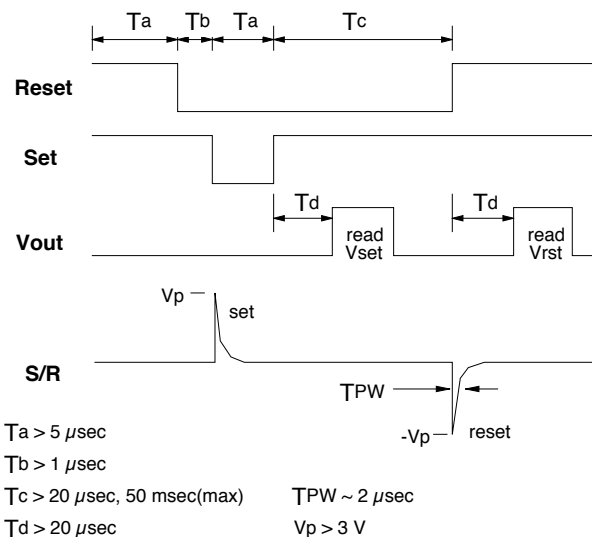 Ta Tb Ta Tc
Reset
Set
Td Td
Vout
read
Vset
read
Vrst
Vp
set
S/R
TPW
-Vp reset
Ta > 5 µsec
Tb > 1 µsec
Tc > 20 µsec, 50 msec(max) TPW ~ 2 µsec
Td > 20 µsec Vp > 3 V